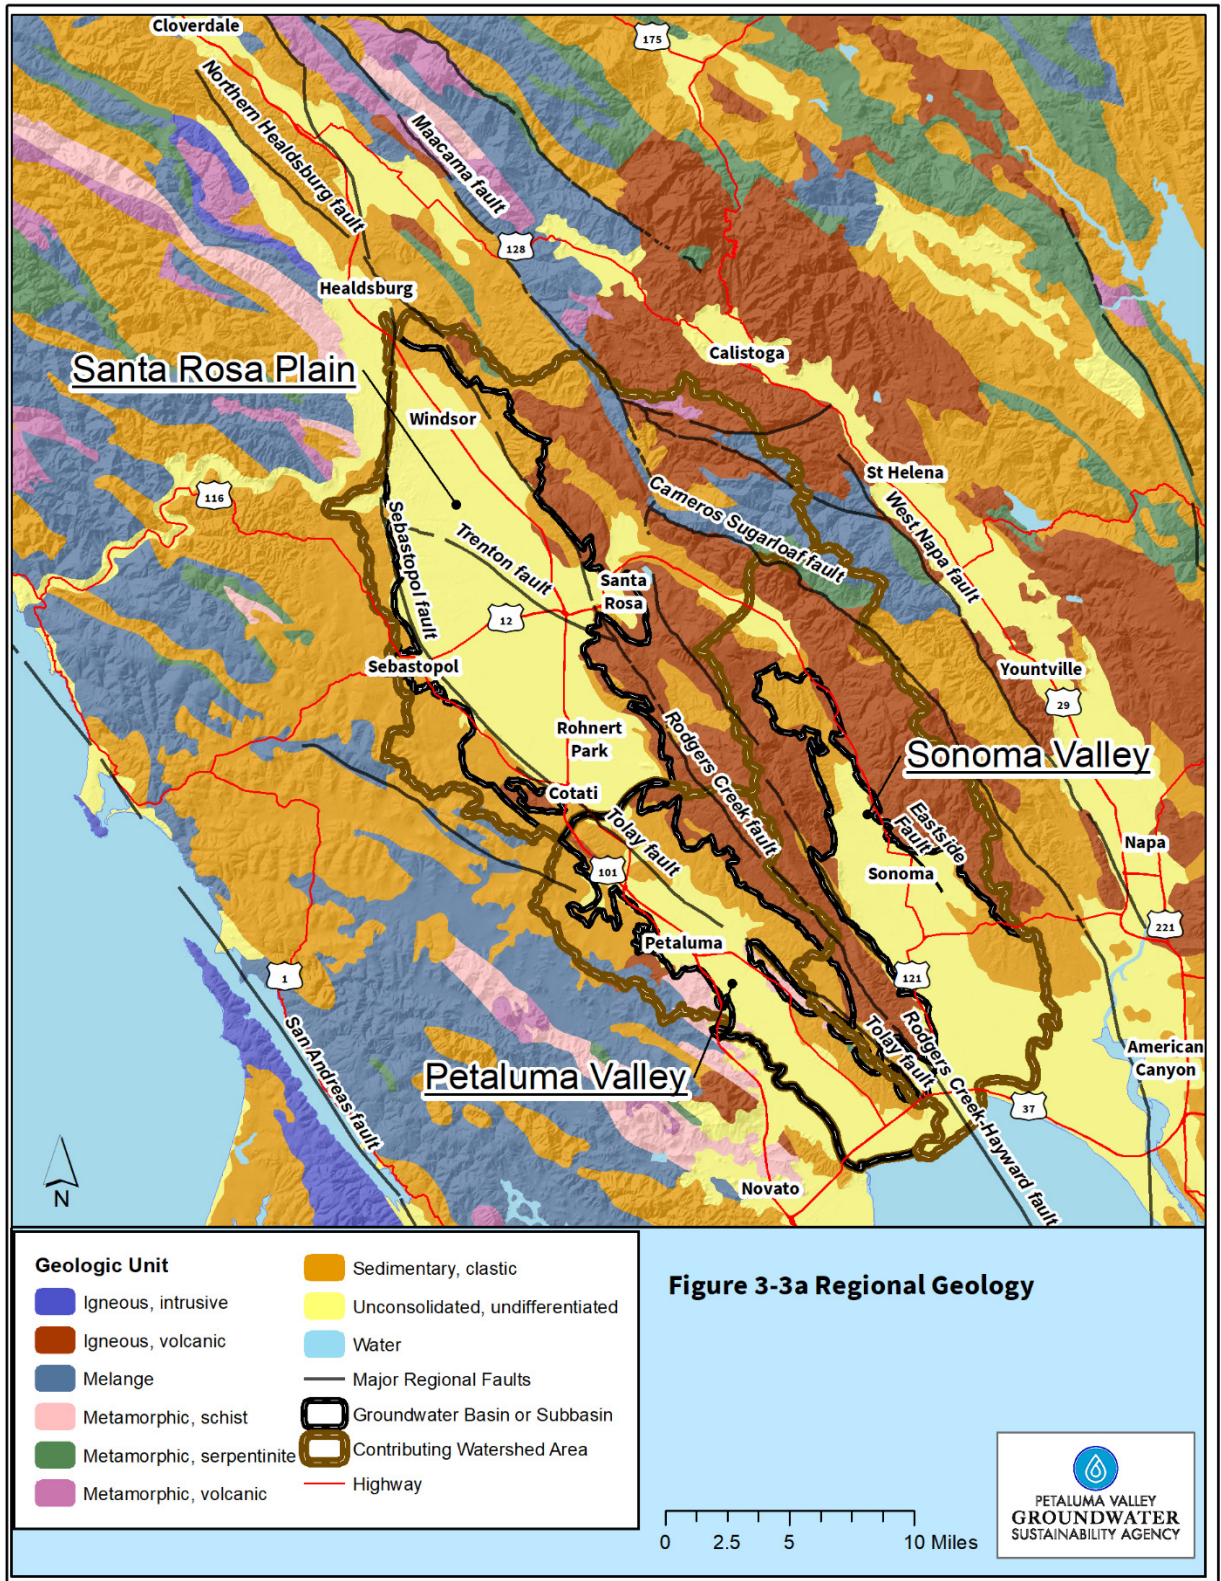 Cloverdale
175
Northern Healdsburg fault
Maacama fault
128
Healdsburg
Calistoga
Santa Rosa Plain
Windsor
St Helena
116
Carneros Sugarloaf fault
West Napa fault
Sebastopol fault
Trenton fault
Santa
Rosa
12
Sebastopol
Yountville
29
Rohnert
Park
Rodgers Creek fault
Sonoma Valley
Cotati
Tolay fault
Eastside
Fault
Napa
101
Sonoma
221
Petaluma
1
121
San Andreas fault
Petaluma Valley
Tolay fault
Rodgers Creek-Hayward fault
American
Canyon
37
Novato
N
Geologic Unit
Igneous, intrusive
Igneous, volcanic
Melange
Metamorphic, schist
Metamorphic, serpentinite
Metamorphic, volcanic
Sedimentary, clastic
Unconsolidated, undifferentiated
Water
Major Regional Faults
Groundwater Basin or Subbasin
Contributing Watershed Area
Highway
Figure 3-3a Regional Geology
0 2.5 5 10 Miles
PETALUMA VALLEY
GROUNDWATER
SUSTAINABILITY AGENCY